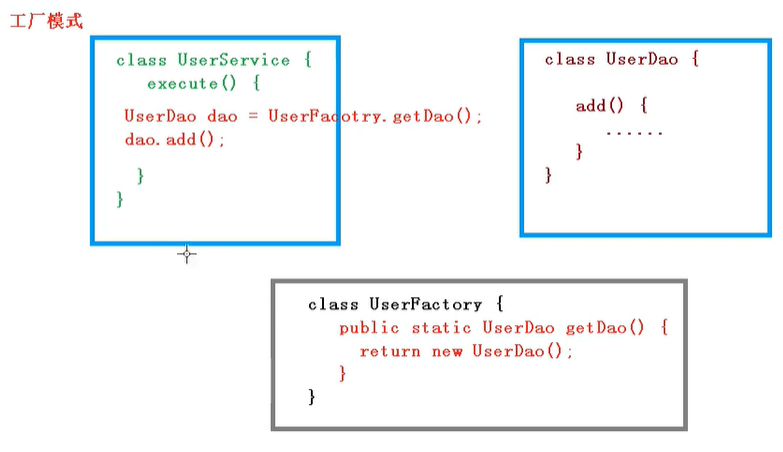 工厂模式
class UserService {
execute() {
UserDao dao = UserFacotry.getDao();
dao.add();
}
}
class UserDao {
add() {
......
}
}
class UserFactory {
public static UserDao getDao() {
return new UserDao();
}
}